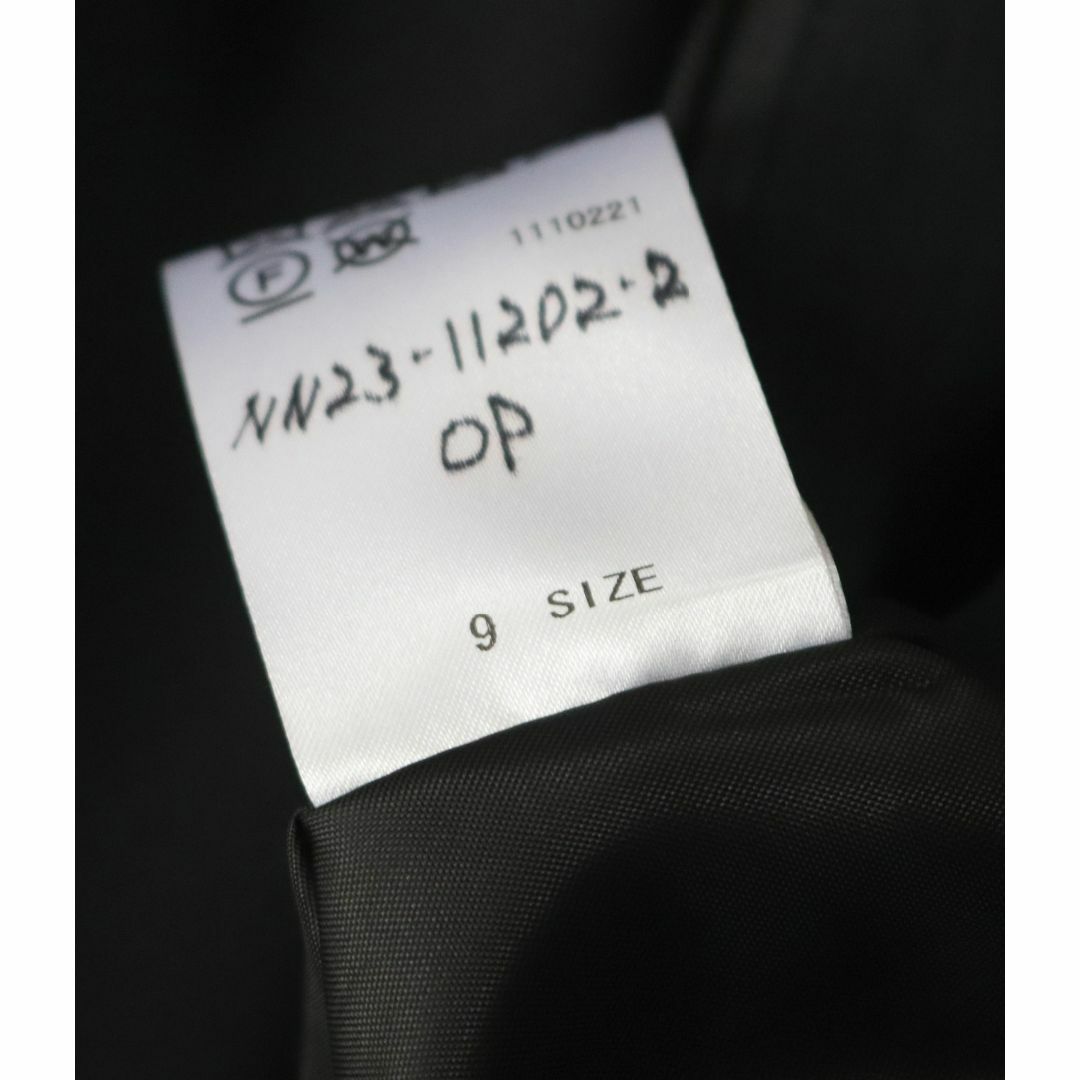 1110221
F W
NN23-11202-2
OP
9 SIZE